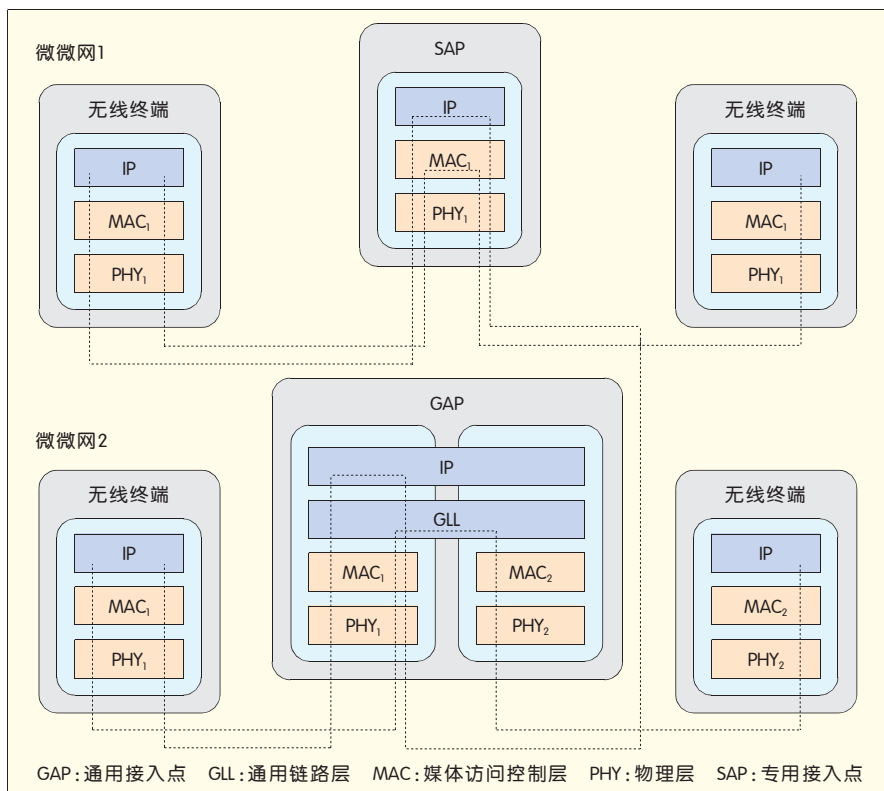 微微网1
SAP
无线终端
IP
MAC₁
PHY₁
IP
MAC₁
PHY₁
无线终端
IP
MAC₁
PHY₁
微微网2
GAP
无线终端
IP
MAC₁
PHY₁
IP
GLL
MAC₁
MAC₂
PHY₁
PHY₂
无线终端
IP
MAC₂
PHY₂
GAP:通用接入点 GLL:通用链路层 MAC:媒体访问控制层 PHY:物理层 SAP:专用接入点